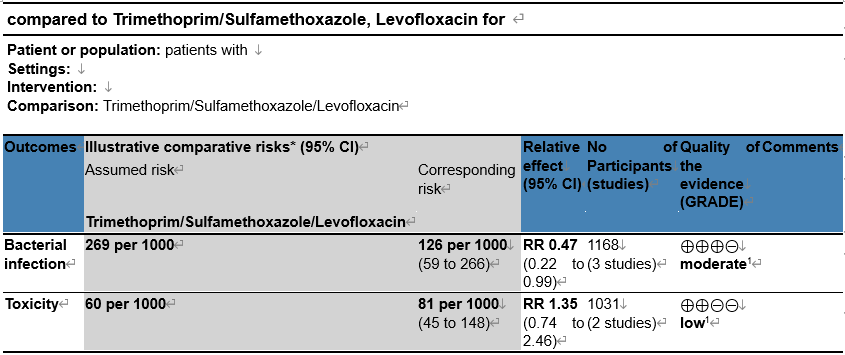 compared to Trimethoprim/Sulfamethoxazole, Levofloxacin for ↵
Patient or population: patients with ↓
Settings: ↓
Intervention: ↓
Comparison: Trimethoprim/Sulfamethoxazole/Levofloxacin↵
Outcomes Illustrative comparative risks* (95% CI)↵ Relative effect↓ (95% CI) No of Participants↓ (studies)↵ Quality of the evidence↓ (GRADE)↵ Comments
Assumed risk↵ Corresponding risk↵
Trimethoprim/Sulfamethoxazole/Levofloxacin↵
Bacterial infection 269 per 1000↵ 126 per 1000↓ RR 0.47 1168↓ ⊕⊕⊕⊖↓
(59 to 266)↵ (0.22 to 0.99)↵ (3 studies)↵ moderate¹↵
Toxicity↵ 60 per 1000↵ 81 per 1000↓ RR 1.35 1031↓ ⊕⊕⊖⊖↓
(45 to 148)↵ (0.74 to 2.46)↵ (2 studies)↵ low¹↵